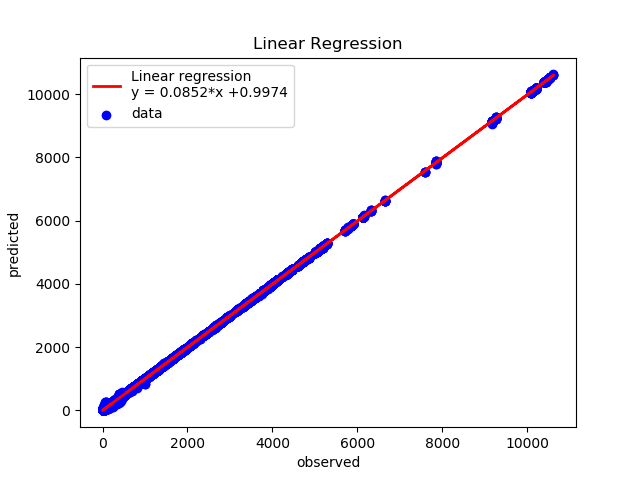 Linear Regression
Linear regression
y = 0.0852*x +0.9974
data
10000
8000
6000
4000
2000
0
predicted
0 2000 4000 6000 8000 10000
observed